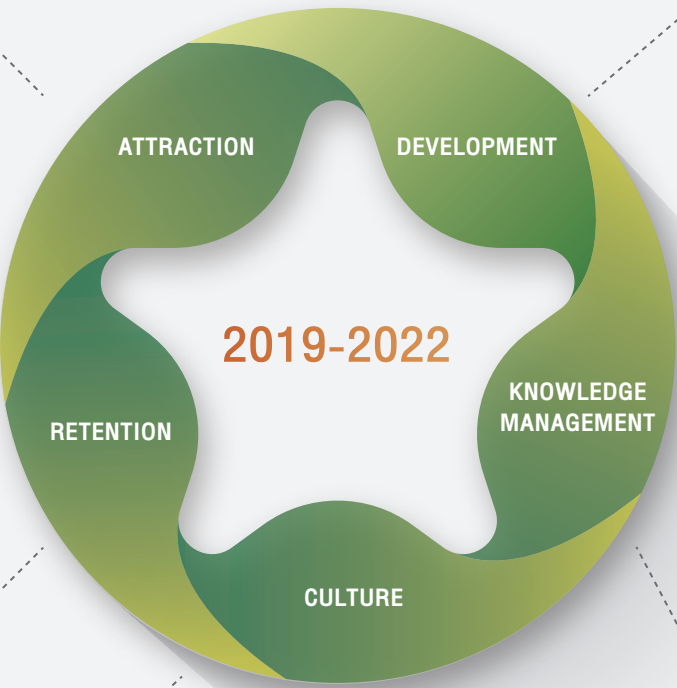 ATTRACTION
DEVELOPMENT
2019-2022
KNOWLEDGE
MANAGEMENT
RETENTION
CULTURE